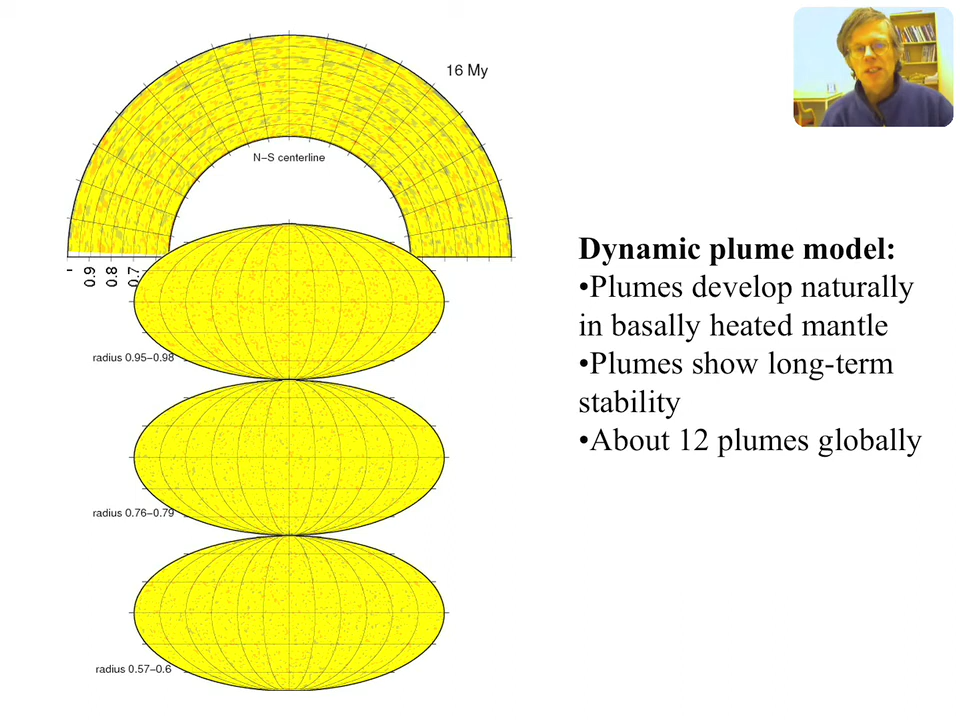 16 My
N–S centerline
1
0.9
0.8
0.7
radius 0.95–0.98
radius 0.76–0.79
radius 0.57–0.6
Dynamic plume model:
•Plumes develop naturally
in basally heated mantle
•Plumes show long-term
stability
•About 12 plumes globally